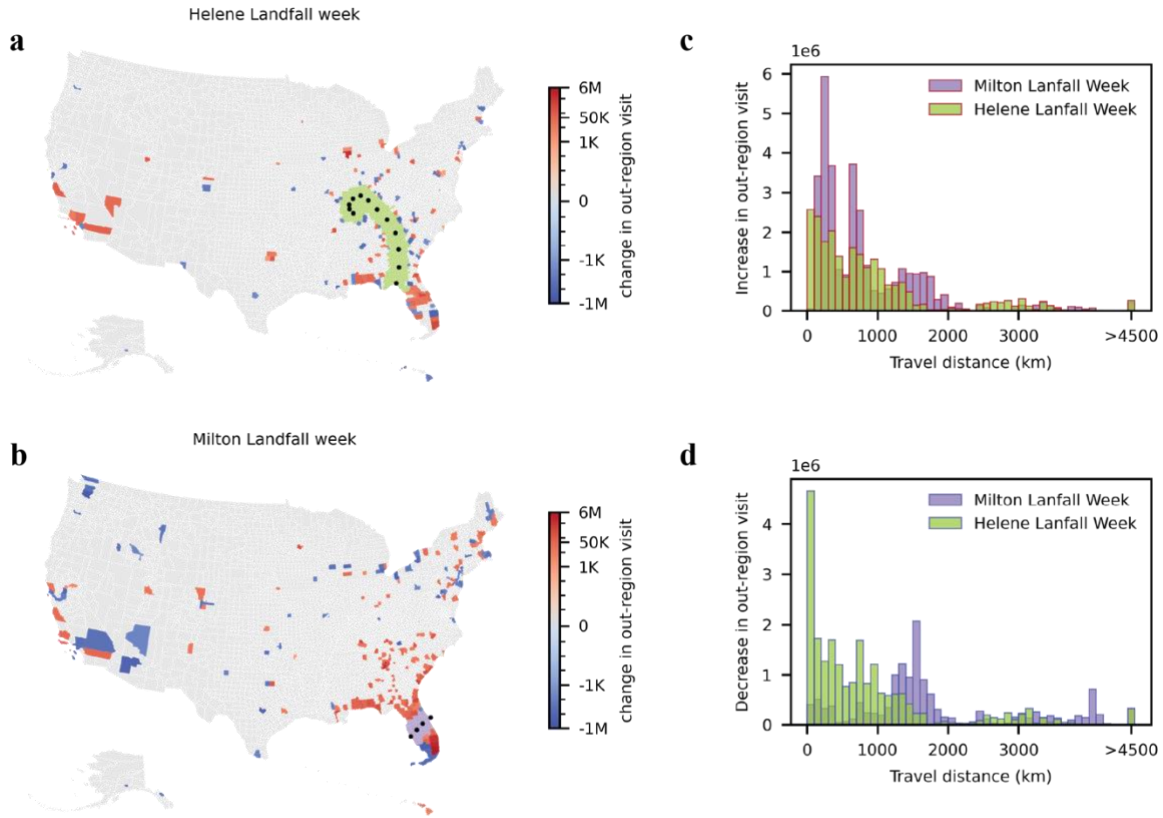 Helene Landfall week
a
6M
50K
1K
0
-1K
-1M
change in out-region visit
Milton Landfall week
b
6M
50K
1K
0
-1K
-1M
change in out-region visit
c
1e6
Milton Lanfall Week
Helene Lanfall Week
6
5
4
3
2
1
0
Increase in out-region visit
0 1000 2000 3000 >4500
Travel distance (km)
d
1e6
Milton Lanfall Week
Helene Lanfall Week
4
3
2
1
0
Decrease in out-region visit
0 1000 2000 3000 >4500
Travel distance (km)